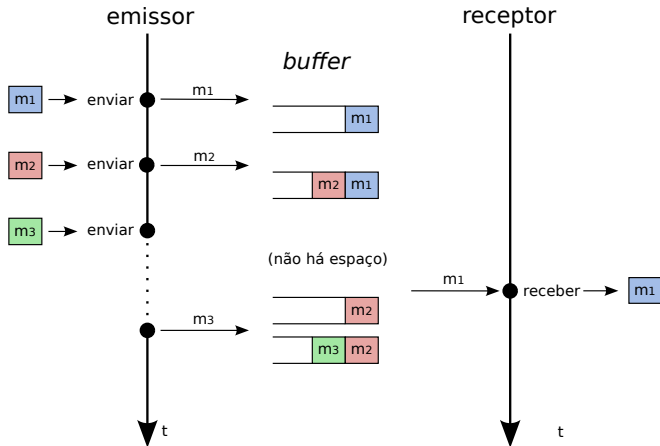 emissor
receptor
buffer
m1 enviar m1
m1
m2 enviar m2
m2 m1
m3 enviar
(não há espaço)
m1 receber m1
m2
m3
m3 m2
t
t